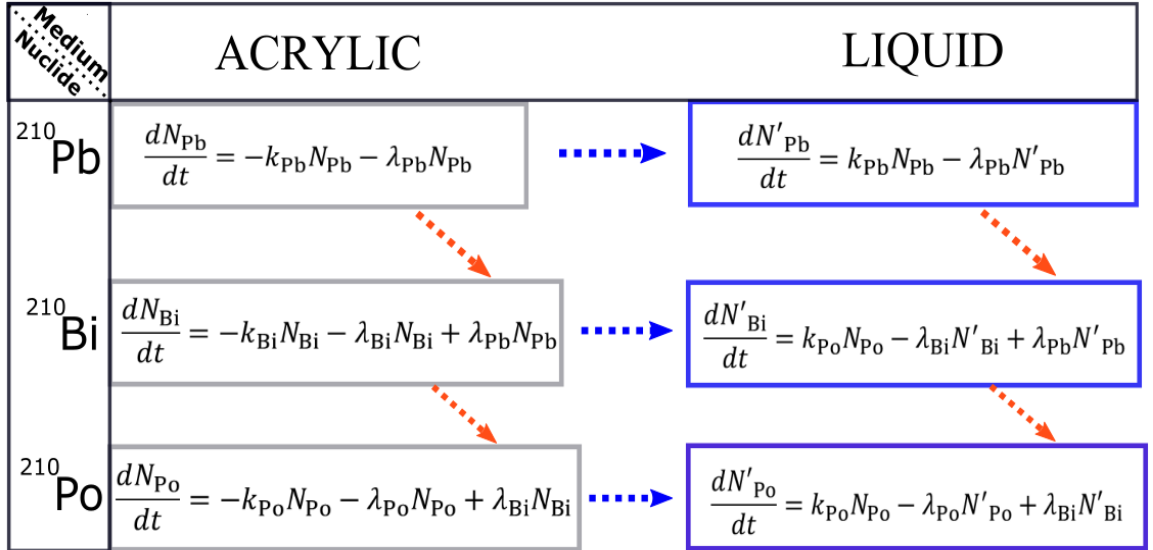 Medium
Nuclide
ACRYLIC
LIQUID
²¹⁰Pb
dN_Pb/dt = −k_Pb N_Pb − λ_Pb N_Pb
dN′_Pb/dt = k_Pb N_Pb − λ_Pb N′_Pb
²¹⁰Bi
dN_Bi/dt = −k_Bi N_Bi − λ_Bi N_Bi + λ_Pb N_Pb
dN′_Bi/dt = k_Po N_Po − λ_Bi N′_Bi + λ_Pb N′_Pb
²¹⁰Po
dN_Po/dt = −k_Po N_Po − λ_Po N_Po + λ_Bi N_Bi
dN′_Po/dt = k_Po N_Po − λ_Po N′_Po + λ_Bi N′_Bi